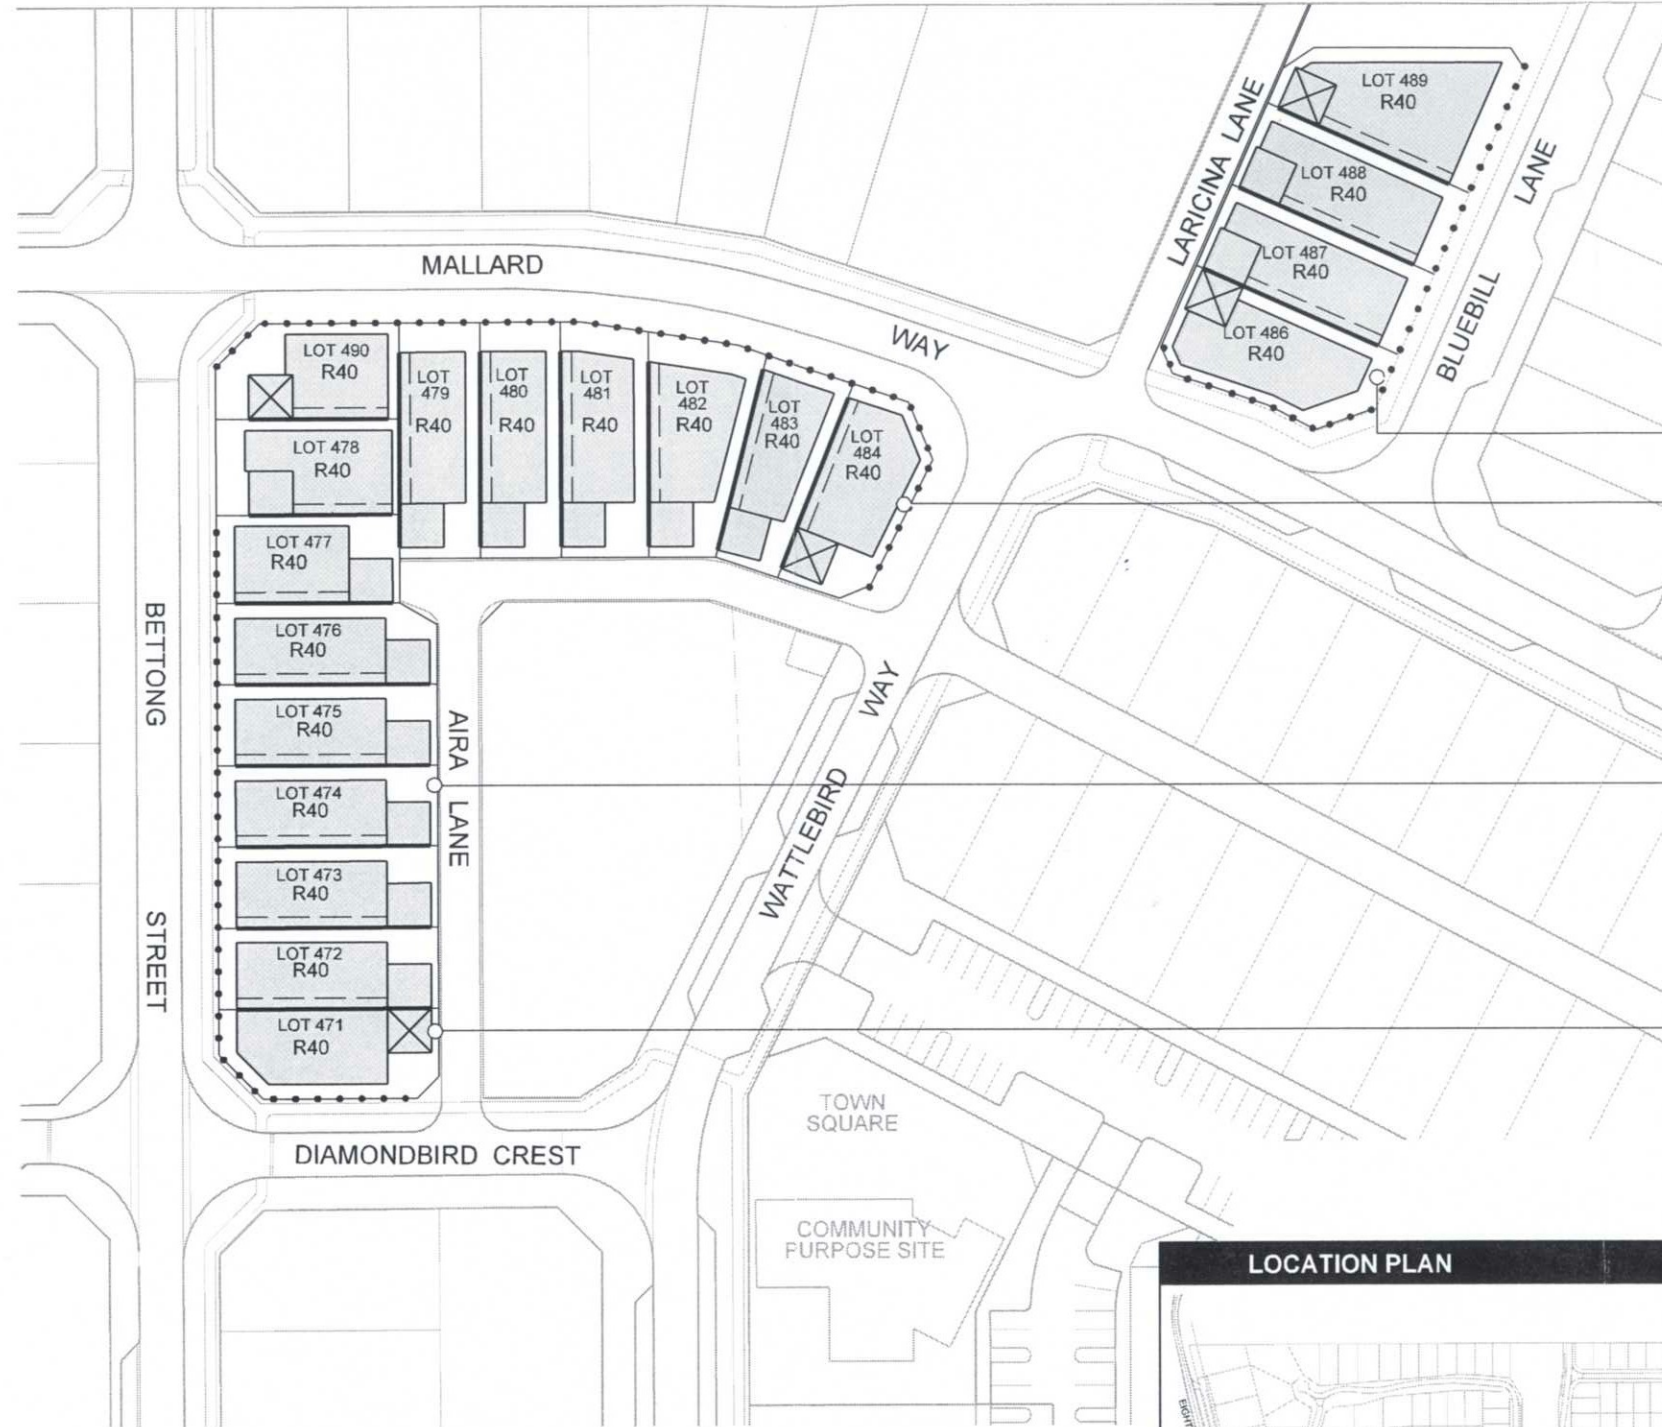 LOT 489
R40
LOT 488
R40
LOT 487
R40
LOT 486
R40
LARICINA LANE
BLUEBILL LANE
MALLARD WAY
LOT 490
R40
LOT
479
R40
LOT
480
R40
LOT
481
R40
LOT
482
R40
LOT
483
R40
LOT
484
R40
LOT 478
R40
LOT 477
R40
LOT 476
R40
LOT 475
R40
LOT 474
R40
LOT 473
R40
LOT 472
R40
LOT 471
R40
BETTONG STREET
AIRA LANE
WATTLEBIRD WAY
DIAMONDBIRD CREST
TOWN
SQUARE
COMMUNITY
PURPOSE SITE
LOCATION PLAN